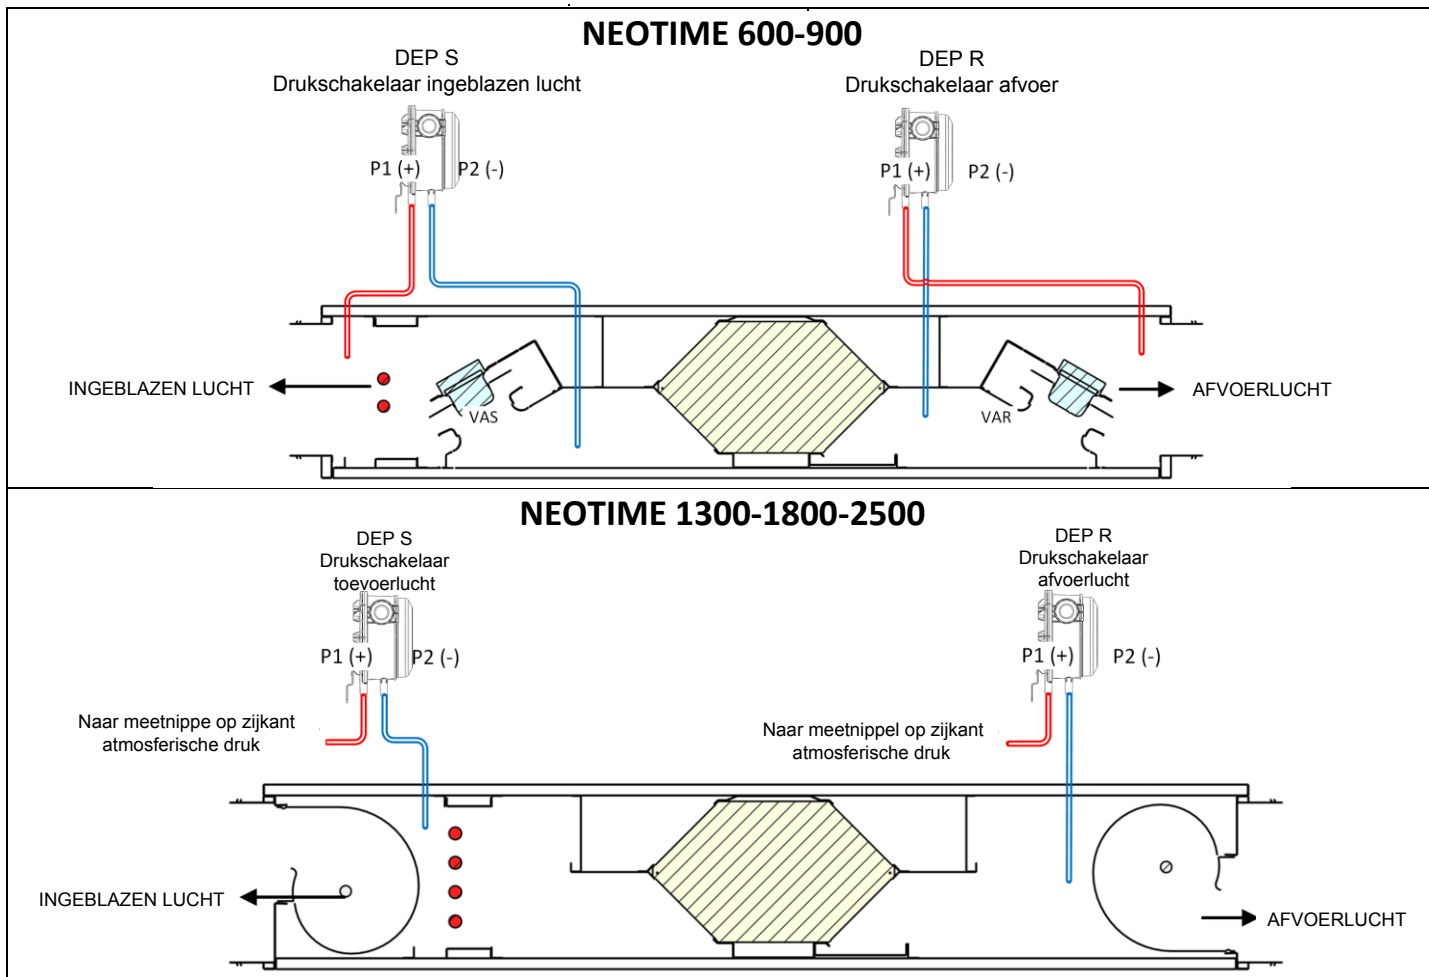 NEOTIME 600-900
DEP S
Drukschakelaar ingeblazen lucht
DEP R
Drukschakelaar afvoer
P1 (+)
P2 (-)
P1 (+)
P2 (-)
INGEBLAZEN LUCHT
VAS
VAR
AFVOERLUCHT
NEOTIME 1300-1800-2500
DEP S
Drukschakelaar
toevoerlucht
DEP R
Drukschakelaar
afvoerlucht
P1 (+)
P2 (-)
P1 (+)
P2 (-)
Naar meetnippe op zijkant
atmosferische druk
Naar meetnippel op zijkant
atmosferische druk
INGEBLAZEN LUCHT
AFVOERLUCHT